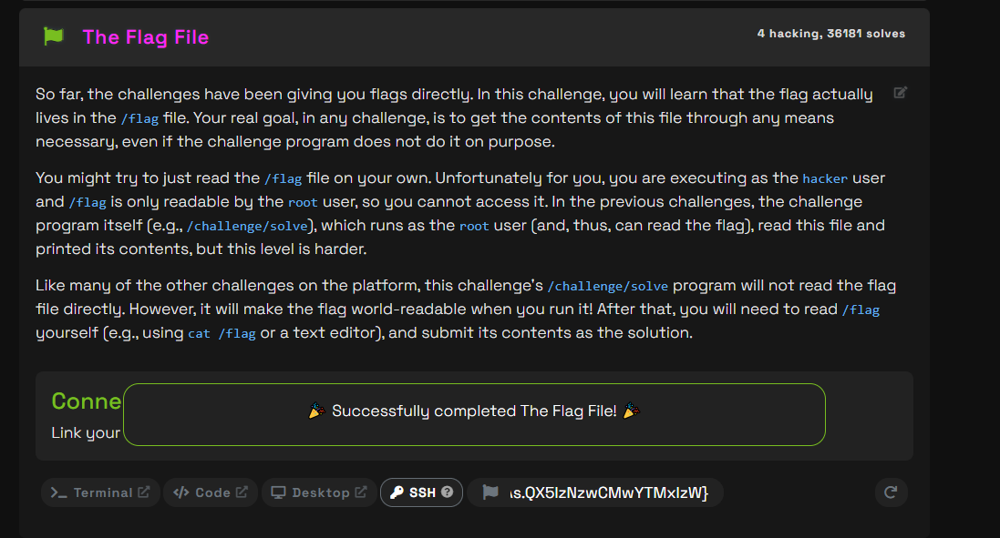 The Flag File
4 hacking, 36181 solves
So far, the challenges have been giving you flags directly. In this challenge, you will learn that the flag actually
lives in the /flag file. Your real goal, in any challenge, is to get the contents of this file through any means
necessary, even if the challenge program does not do it on purpose.
You might try to just read the /flag file on your own. Unfortunately for you, you are executing as the hacker user
and /flag is only readable by the root user, so you cannot access it. In the previous challenges, the challenge
program itself (e.g., /challenge/solve), which runs as the root user (and, thus, can read the flag), read this file and
printed its contents, but this level is harder.
Like many of the other challenges on the platform, this challenge's /challenge/solve program will not read the flag
file directly. However, it will make the flag world-readable when you run it! After that, you will need to read /flag
yourself (e.g., using cat /flag or a text editor), and submit its contents as the solution.
Conne
Successfully completed The Flag File!
Link your
Terminal Code Desktop SSH s.QX5IzNzwCMwYTMxIzW}